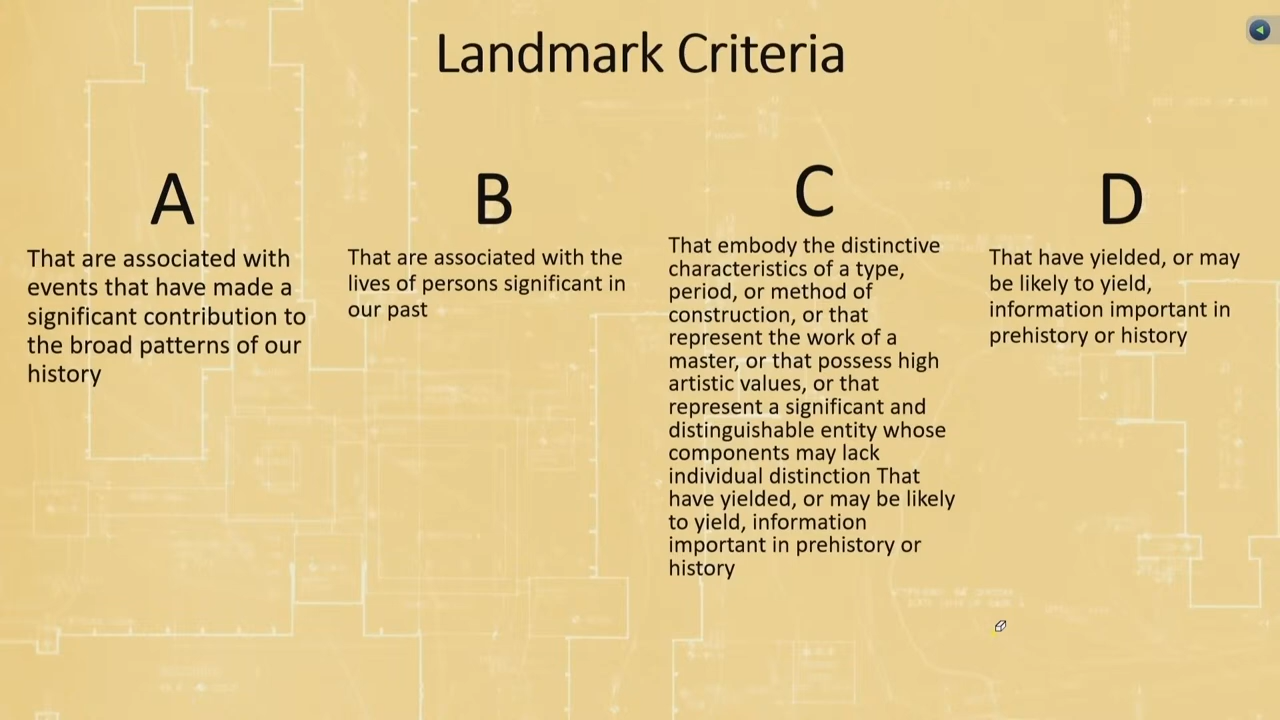 Landmark Criteria
A
That are associated with
events that have made a
significant contribution to
the broad patterns of our
history
B
That are associated with the
lives of persons significant in
our past
C
That embody the distinctive
characteristics of a type,
period, or method of
construction, or that
represent the work of a
master, or that possess high
artistic values, or that
represent a significant and
distinguishable entity whose
components may lack
individual distinction That
have yielded, or may be likely
to yield, information
important in prehistory or
history
D
That have yielded, or may
be likely to yield,
information important in
prehistory or history